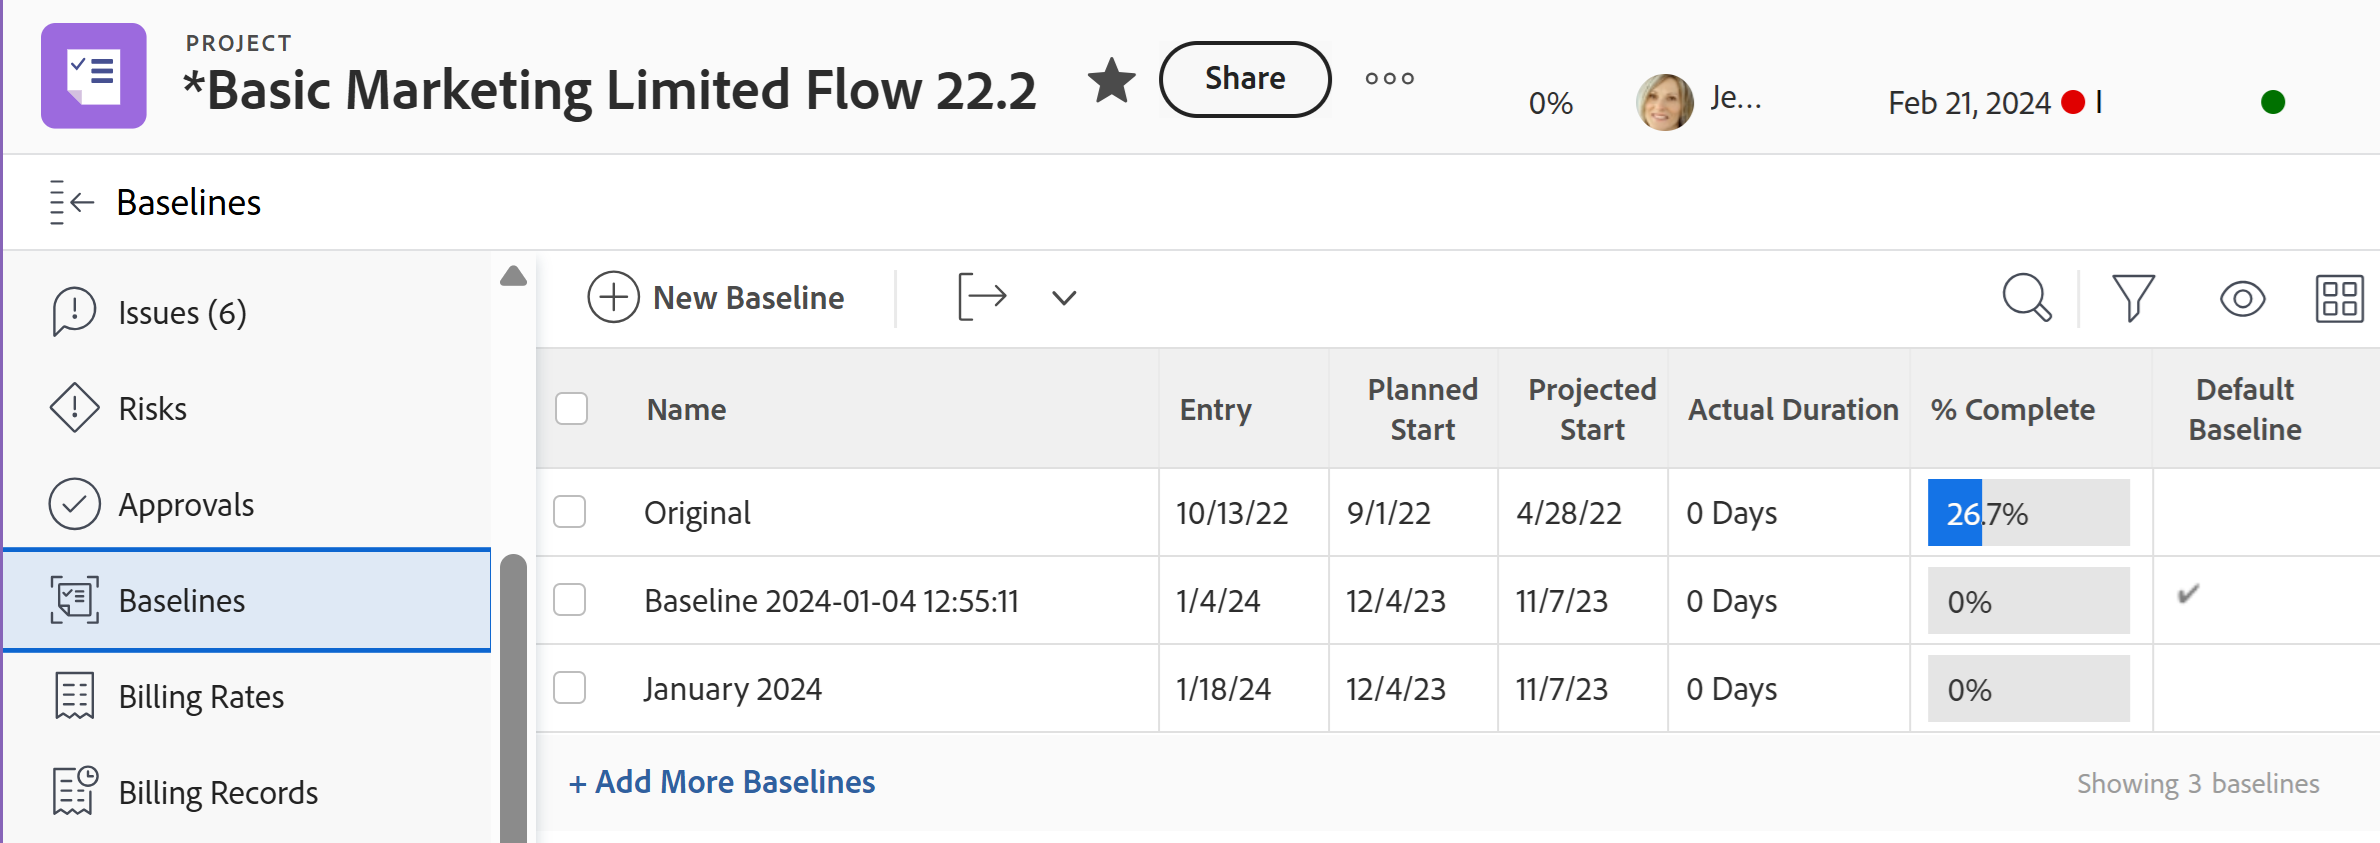 PROJECT
*Basic Marketing Limited Flow 22.2
Share
0%
Je...
Feb 21, 2024
Baselines
Issues (6)
Risks
Approvals
Baselines
Billing Rates
Billing Records
New Baseline
Name Entry Planned Start Projected Start Actual Duration % Complete Default Baseline
Original 10/13/22 9/1/22 4/28/22 0 Days 26.7%
Baseline 2024-01-04 12:55:11 1/4/24 12/4/23 11/7/23 0 Days 0% ✔
January 2024 1/18/24 12/4/23 11/7/23 0 Days 0%
+ Add More Baselines
Showing 3 baselines